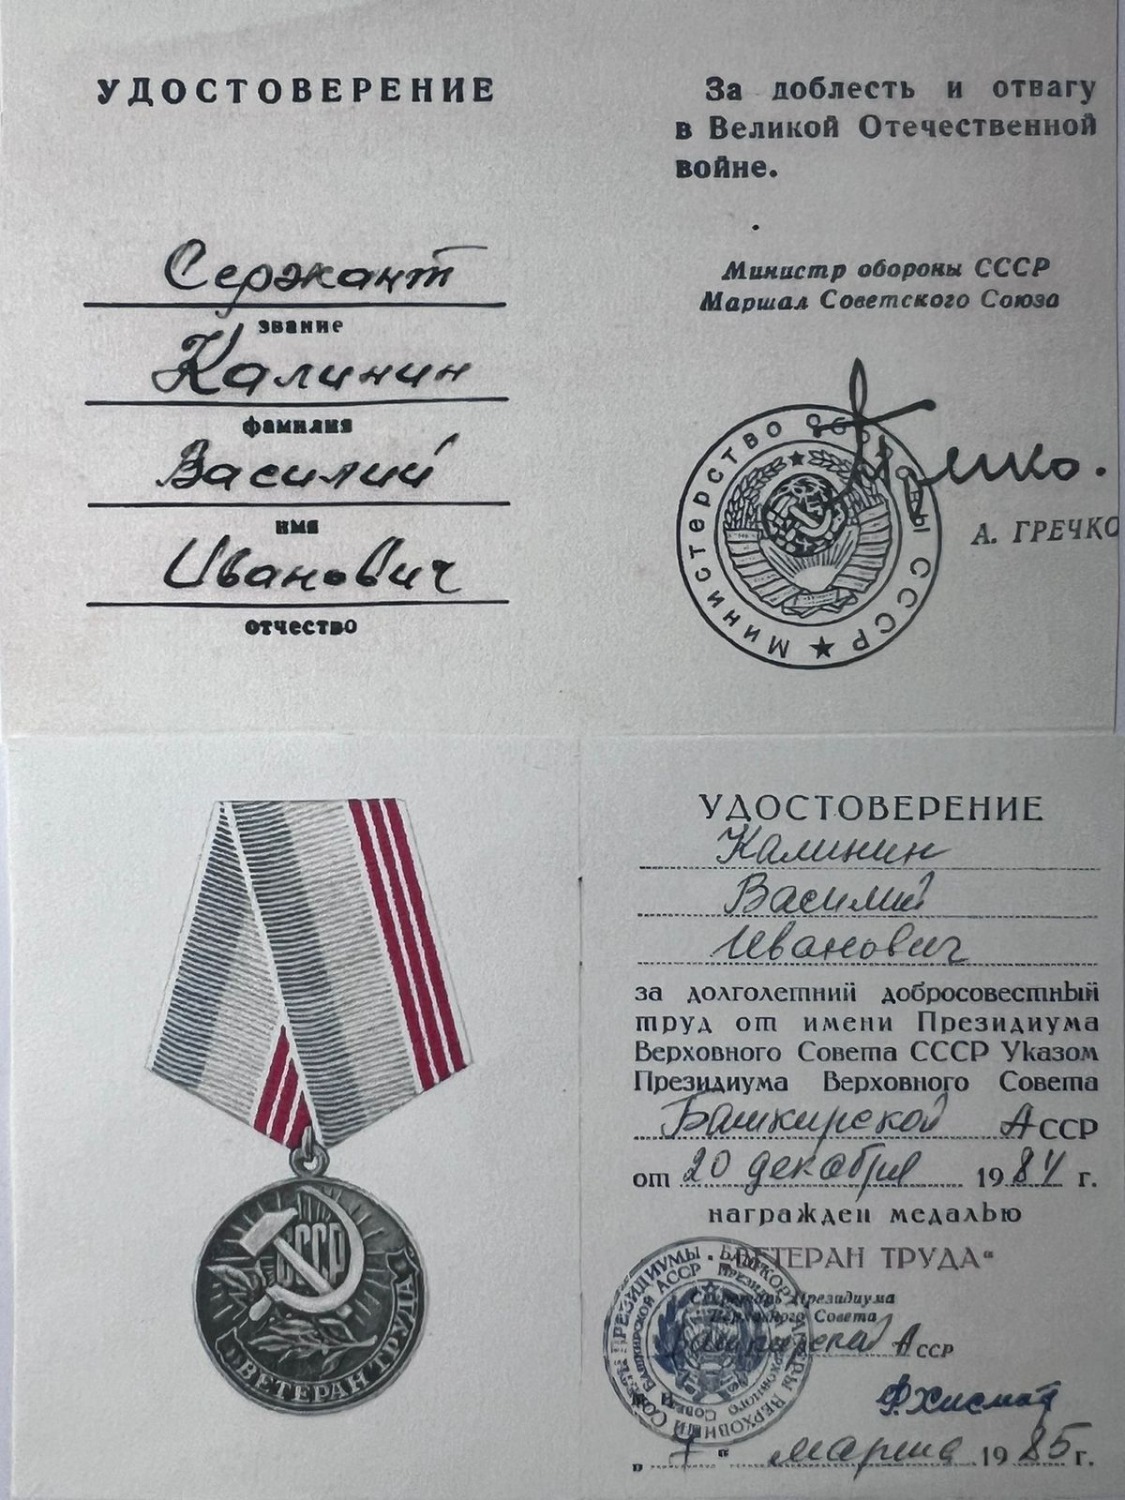 УДОСТОВЕРЕНИЕ
Сержант
звание
Калинин
фамилия
Василий
имя
Иванович
отчество
За доблесть и отвагу
в Великой Отечественной
войне.
Министр обороны СССР
Маршал Советского Союза
Министерство Обороны СССР
Гречко.
А. ГРЕЧКО
СССР
ВЕТЕРАН ТРУДА
УДОСТОВЕРЕНИЕ
Калинин
Василий
Иванович
за долголетний добросовестный
труд от имени Президиума
Верховного Совета СССР Указом
Президиума Верховного Совета
Башкирской АССР
от 20 декабря 1984 г.
награжден медалью
„ВЕТЕРАН ТРУДА“
Секретарь Президиума
Верховного Совета
Башкирской АССР
„ 7 “ марта 1985 г.